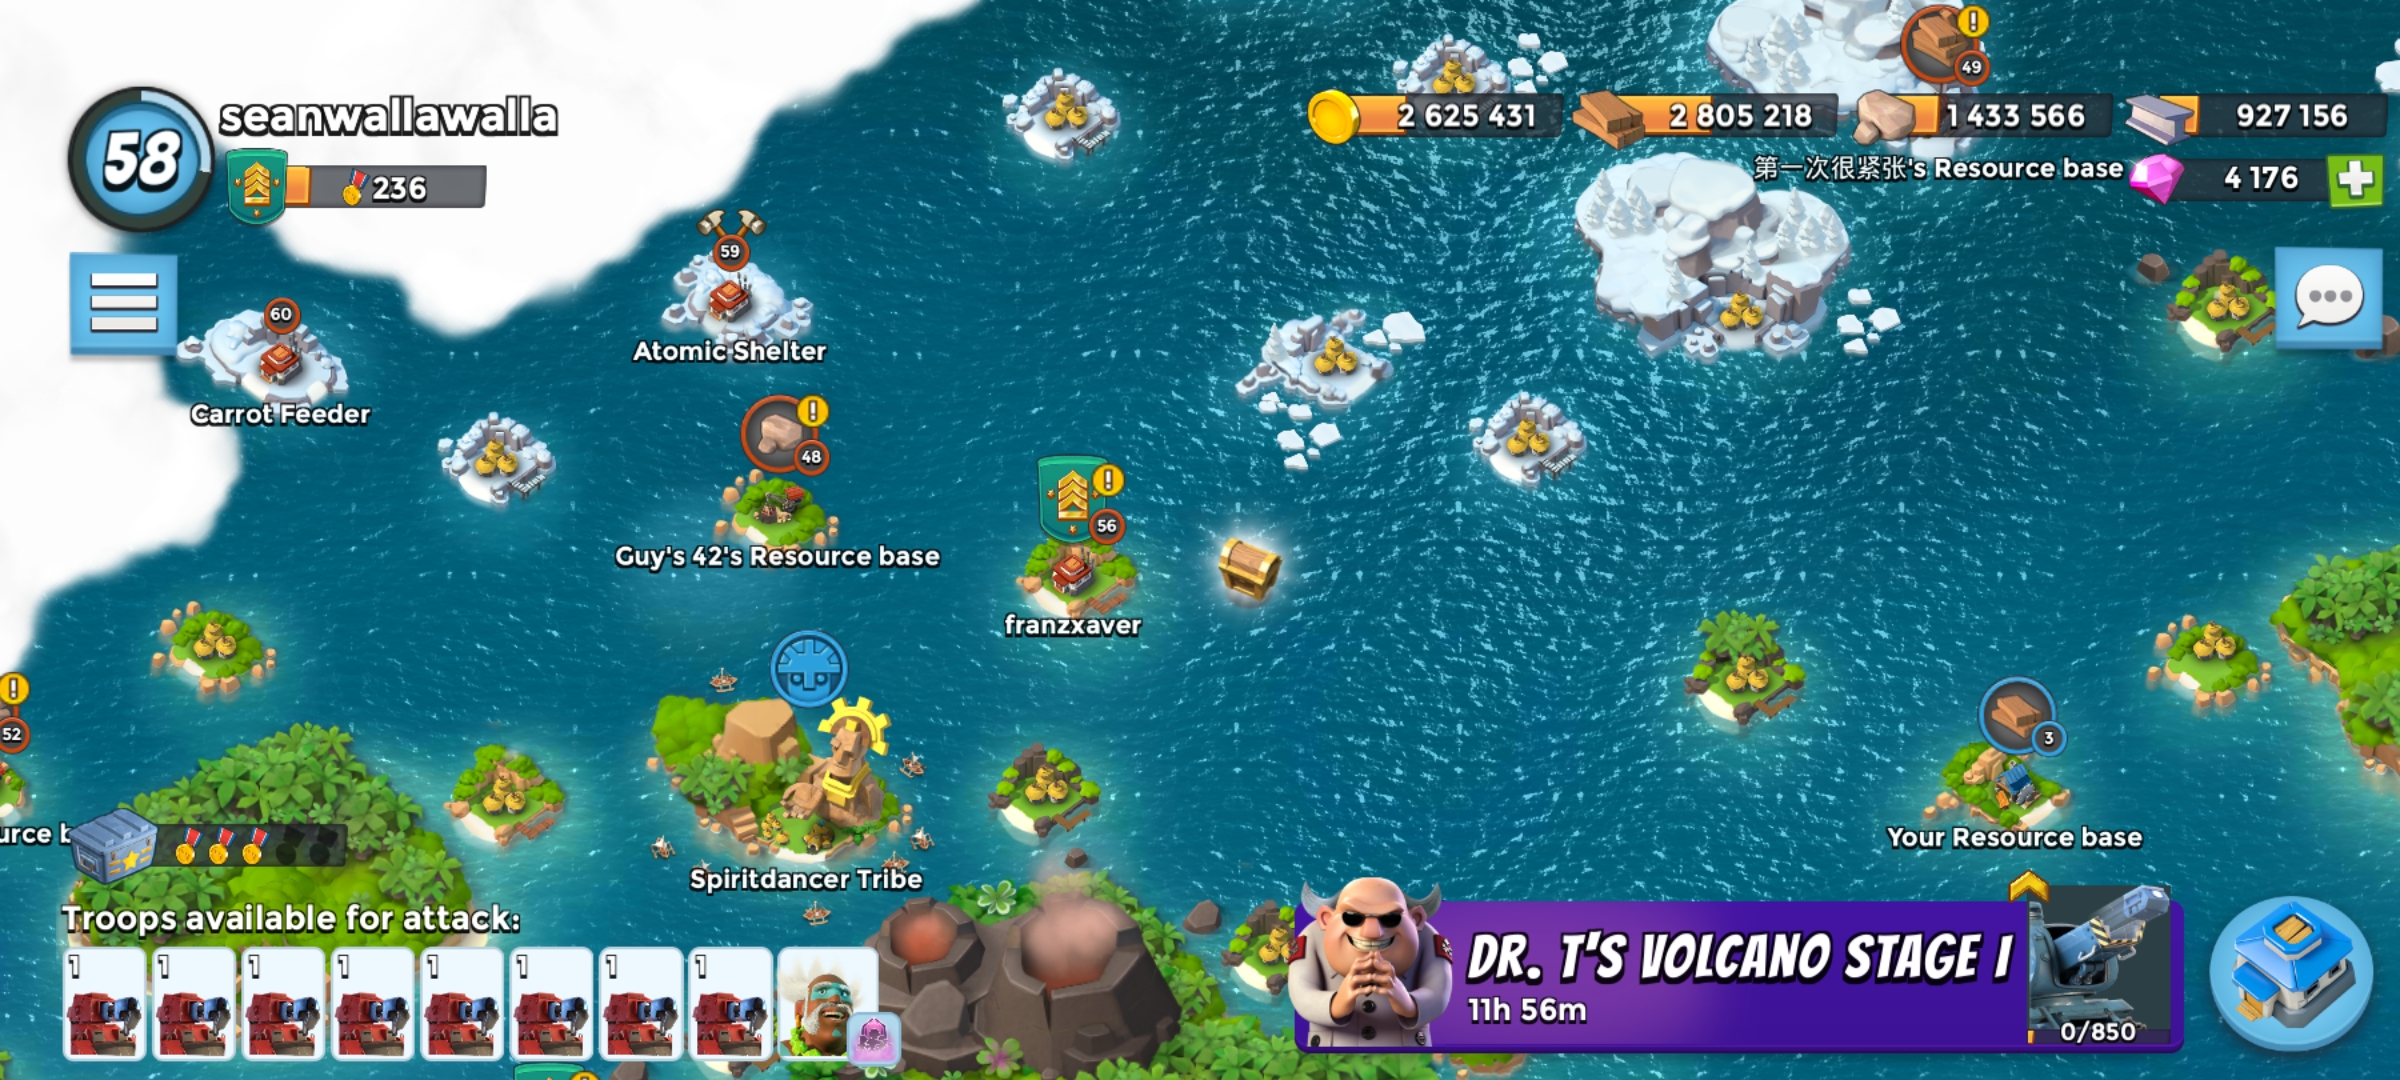 58
seanwallawalla
236
2 625 431
2 805 218
1 433 566
927 156
49
第一次很紧张's Resource base
4 176
59
Atomic Shelter
60
Carrot Feeder
48
Guy's 42's Resource base
56
franzxaver
52
3
Your Resource base
Spiritdancer Tribe
Troops available for attack:
1 1 1 1 1 1 1 1
DR. T'S VOLCANO STAGE I
11h 56m
0/850